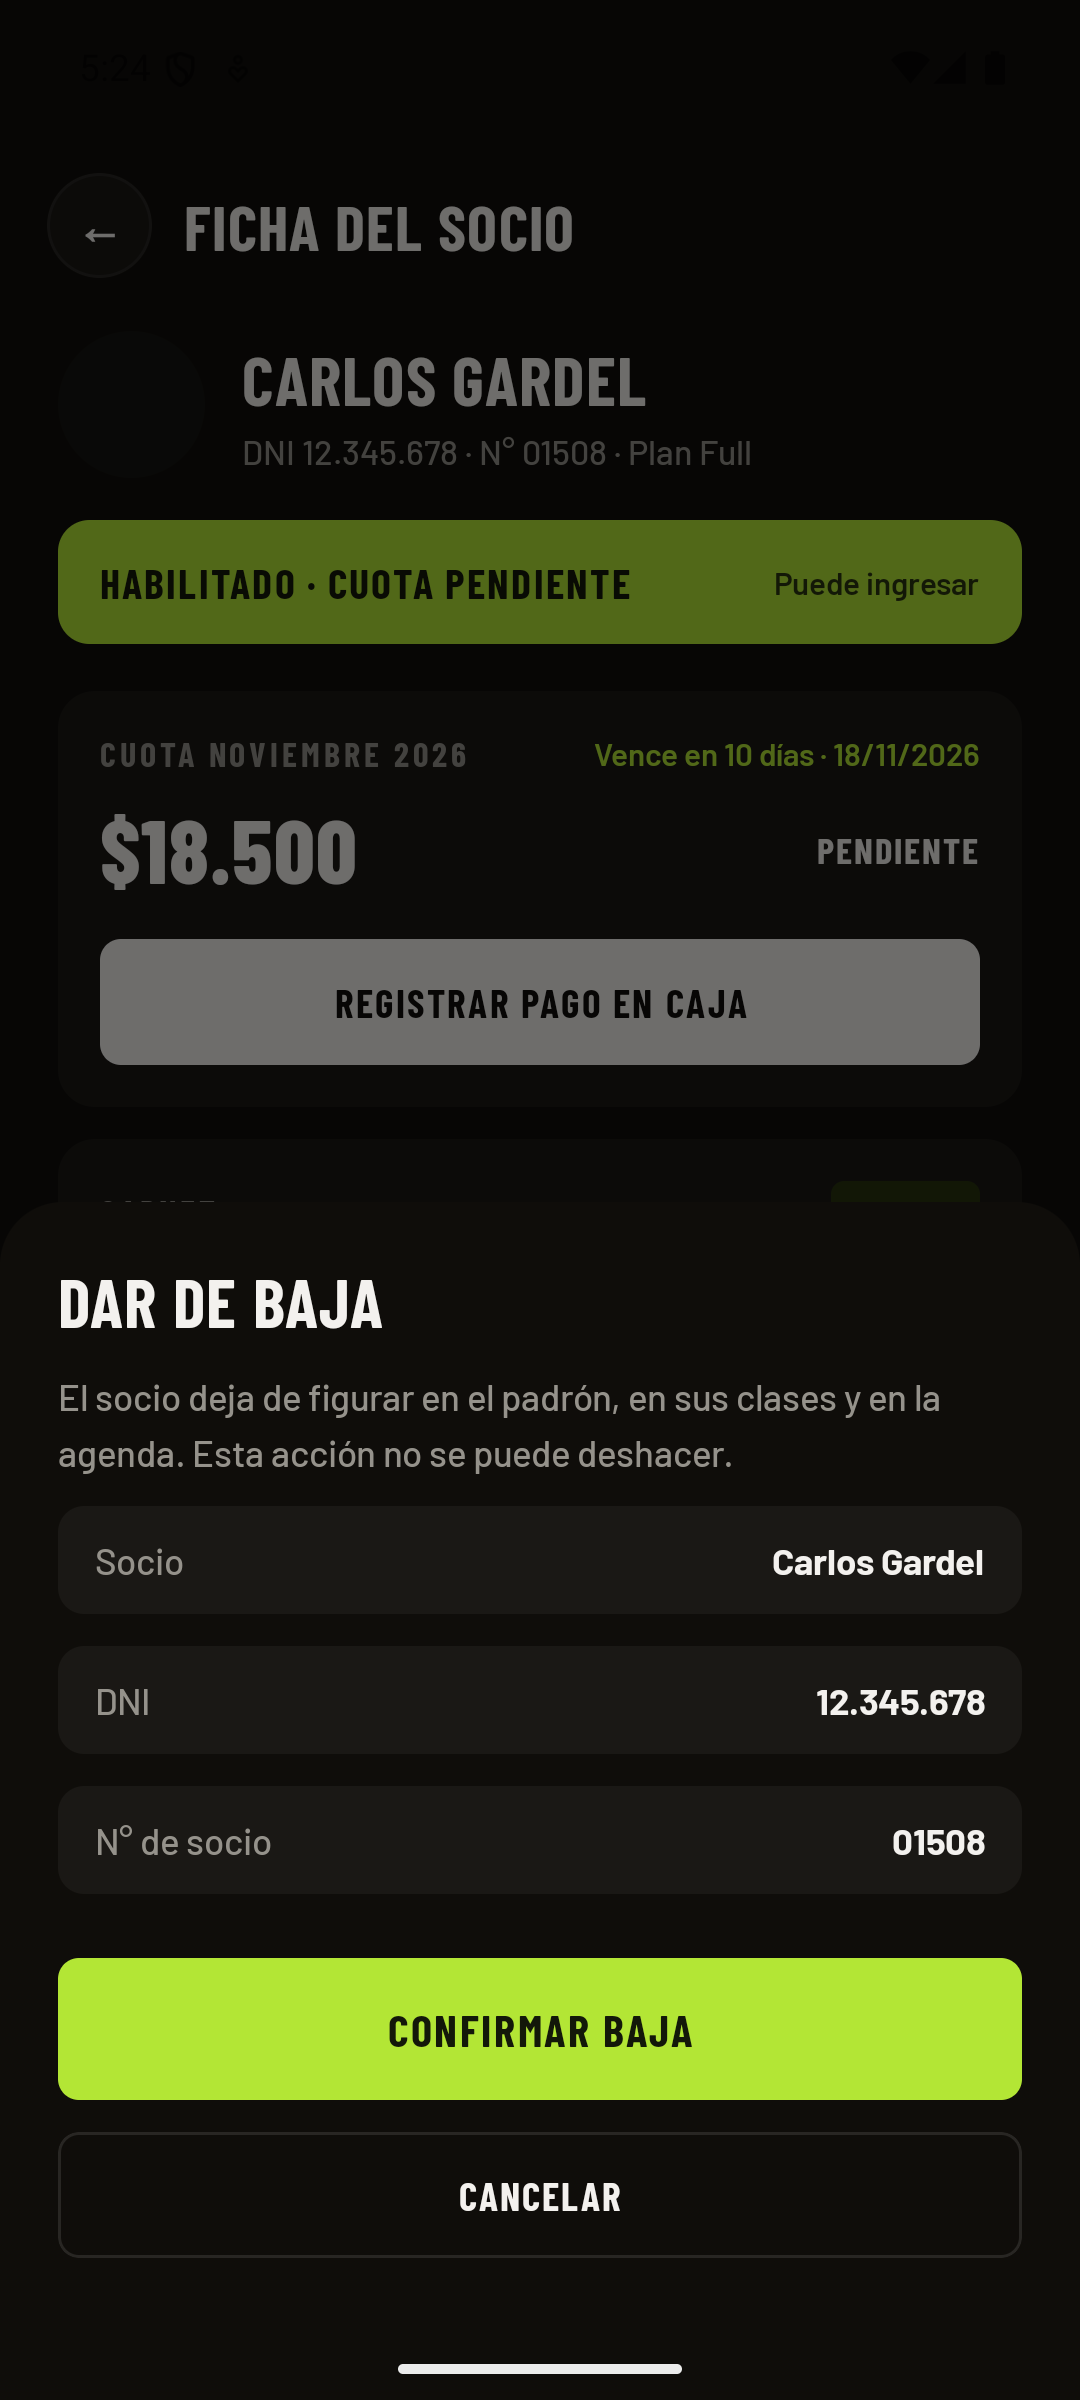 5:24
←
FICHA DEL SOCIO
CARLOS GARDEL
DNI 12.345.678 · N° 01508 · Plan Full
HABILITADO · CUOTA PENDIENTE
Puede ingresar
CUOTA NOVIEMBRE 2026
Vence en 10 días · 18/11/2026
$18.500
PENDIENTE
REGISTRAR PAGO EN CAJA
DAR DE BAJA
El socio deja de figurar en el padrón, en sus clases y en la
agenda. Esta acción no se puede deshacer.
Socio
Carlos Gardel
DNI
12.345.678
N° de socio
01508
CONFIRMAR BAJA
CANCELAR